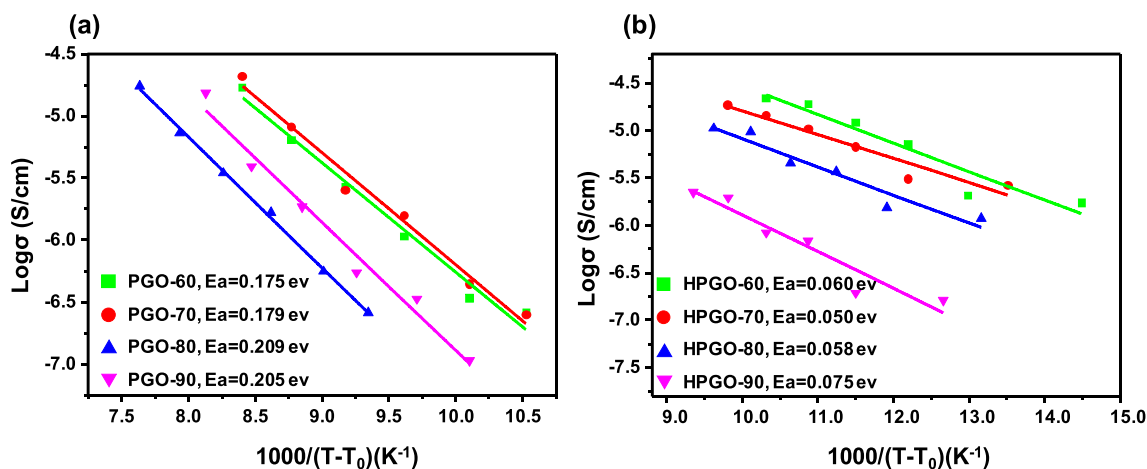 (a)
-4.5
-5.0
-5.5
-6.0
-6.5
-7.0
Logσ (S/cm)
PGO-60, Ea=0.175 ev
PGO-70, Ea=0.179 ev
PGO-80, Ea=0.209 ev
PGO-90, Ea=0.205 ev
7.5 8.0 8.5 9.0 9.5 10.0 10.5
1000/(T-T0)(K-1)
(b)
-4.5
-5.0
-5.5
-6.0
-6.5
-7.0
-7.5
Logσ (S/cm)
HPGO-60, Ea=0.060 ev
HPGO-70, Ea=0.050 ev
HPGO-80, Ea=0.058 ev
HPGO-90, Ea=0.075 ev
9.0 10.0 11.0 12.0 13.0 14.0 15.0
1000/(T-T0)(K-1)